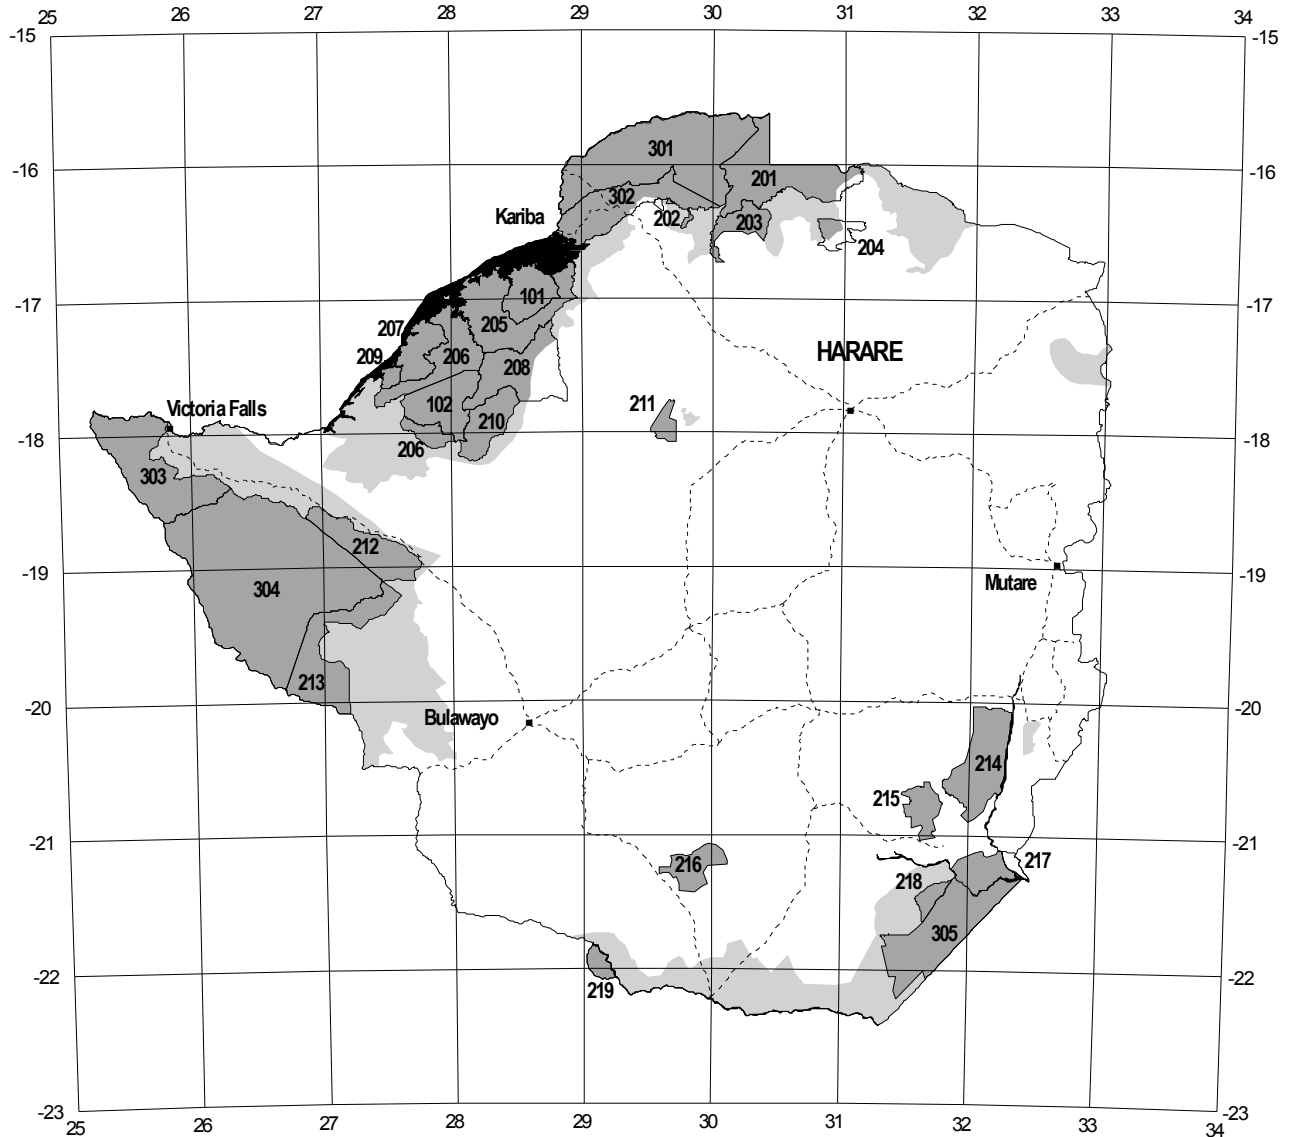 25 26 27 28 29 30 31 32 33 34
-15 -15
301
-16 -16
201
302
Kariba 202 203
204
101
-17 -17
207 205
209 206 208 HARARE
102 211
Victoria Falls 210
-18 206 -18
303
212
-19 -19
304 Mutare
213
-20 Bulawayo -20
214
215
-21 -21
216 217
218
305
-22 -22
219
-23 -23
25 26 27 28 29 30 31 32 33 34